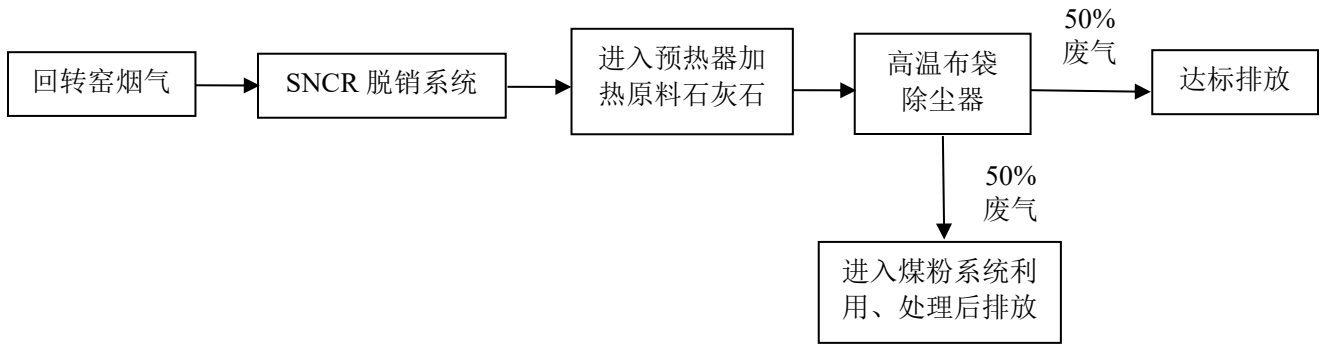 回转窑烟气
SNCR 脱销系统
进入预热器加
热原料石灰石
高温布袋
除尘器
50%
废气
达标排放
50%
废气
进入煤粉系统利
用、处理后排放